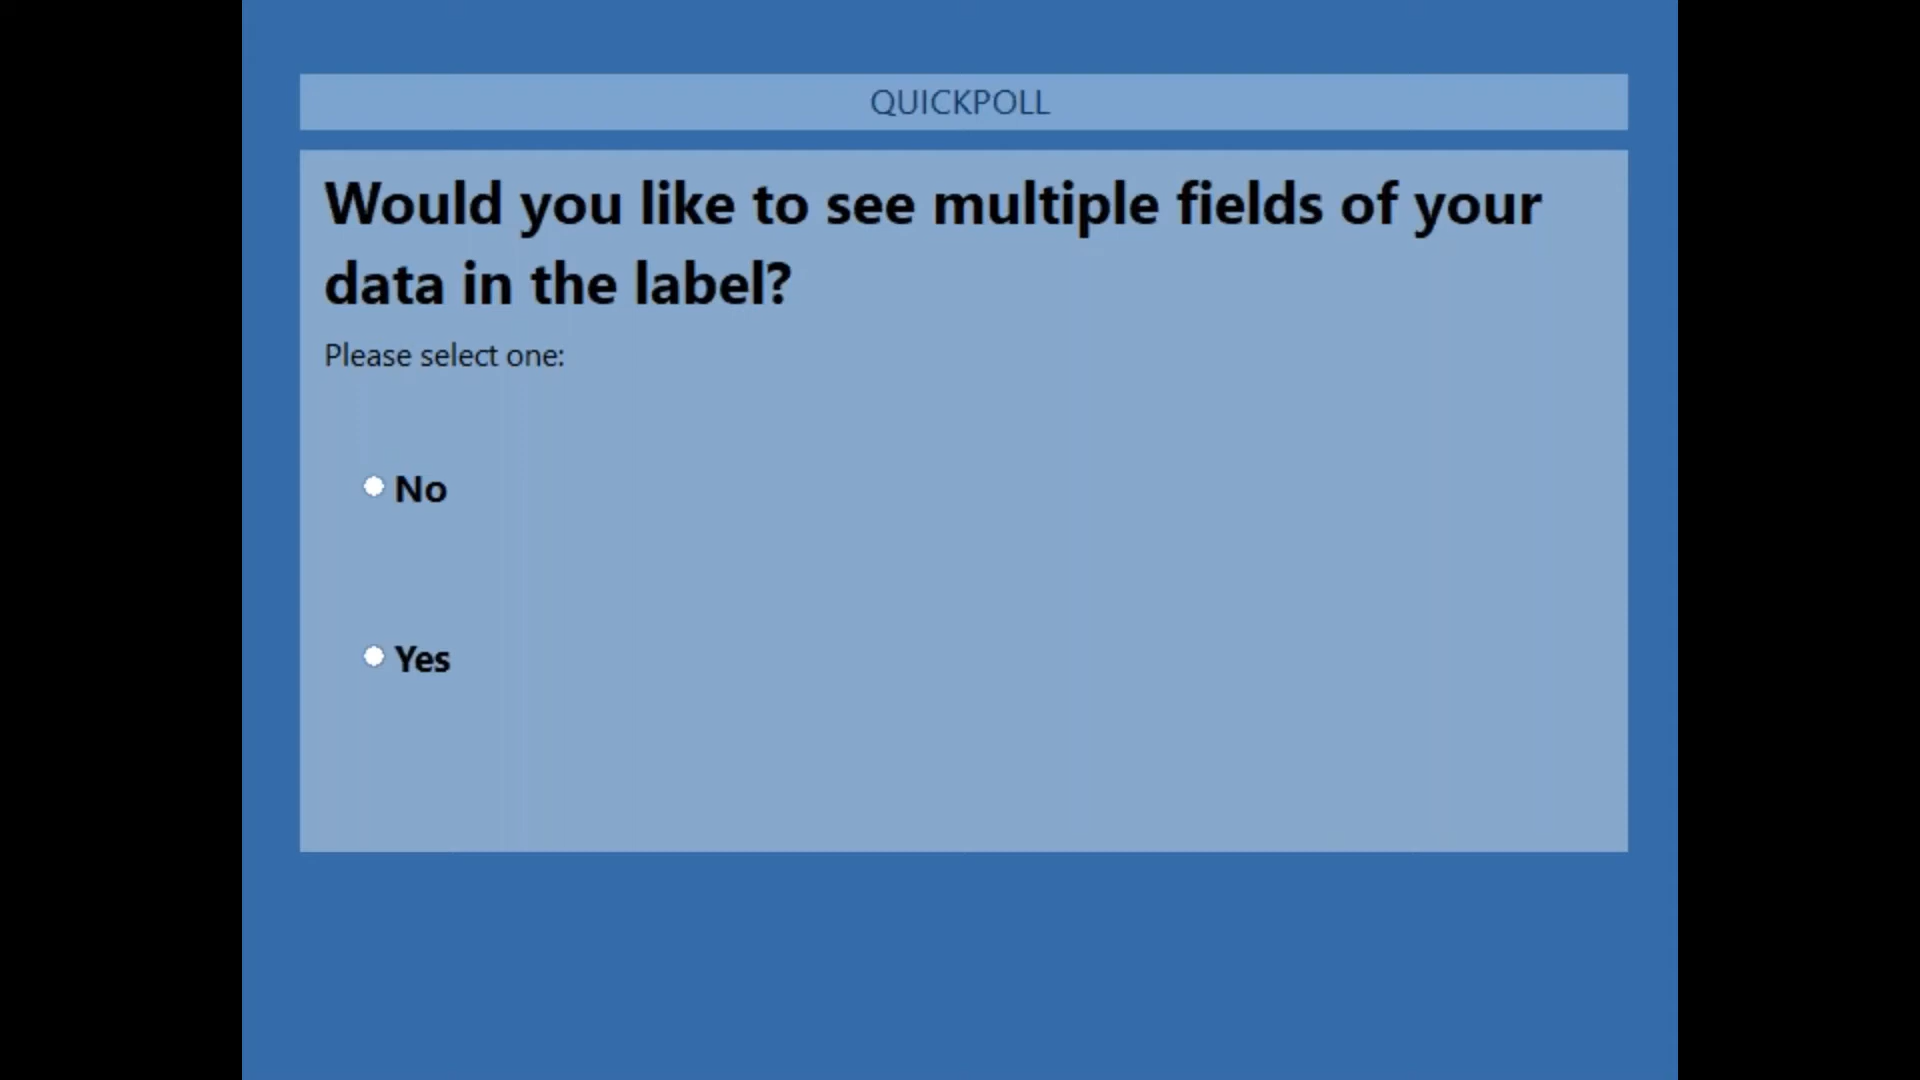 QUICKPOLL
Would you like to see multiple fields of your
data in the label?
Please select one:
No
Yes